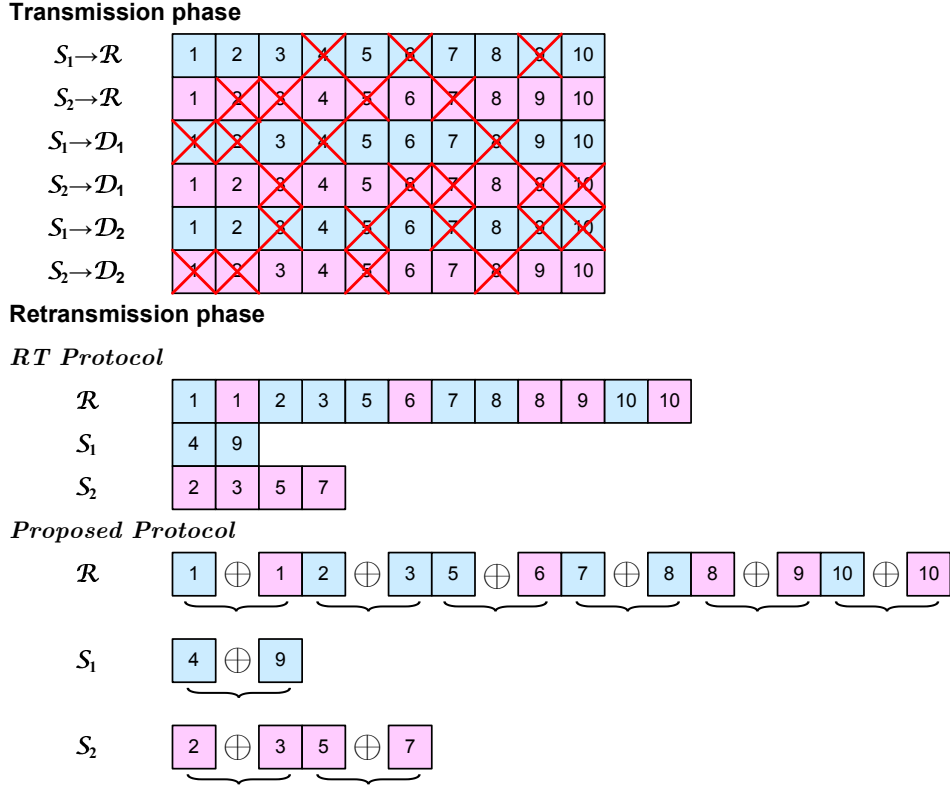 Transmission phase
S₁→R 1 2 3 4 5 6 7 8 9 10
S₂→R 1 2 3 4 5 6 7 8 9 10
S₁→D₁ 1 2 3 4 5 6 7 8 9 10
S₂→D₁ 1 2 3 4 5 6 7 8 9 10
S₁→D₂ 1 2 3 4 5 6 7 8 9 10
S₂→D₂ 1 2 3 4 5 6 7 8 9 10
Retransmission phase
RT Protocol
R 1 1 2 3 5 6 7 8 8 9 10 10
S₁ 4 9
S₂ 2 3 5 7
Proposed Protocol
R 1 ⊕ 1 2 ⊕ 3 5 ⊕ 6 7 ⊕ 8 8 ⊕ 9 10 ⊕ 10
S₁ 4 ⊕ 9
S₂ 2 ⊕ 3 5 ⊕ 7